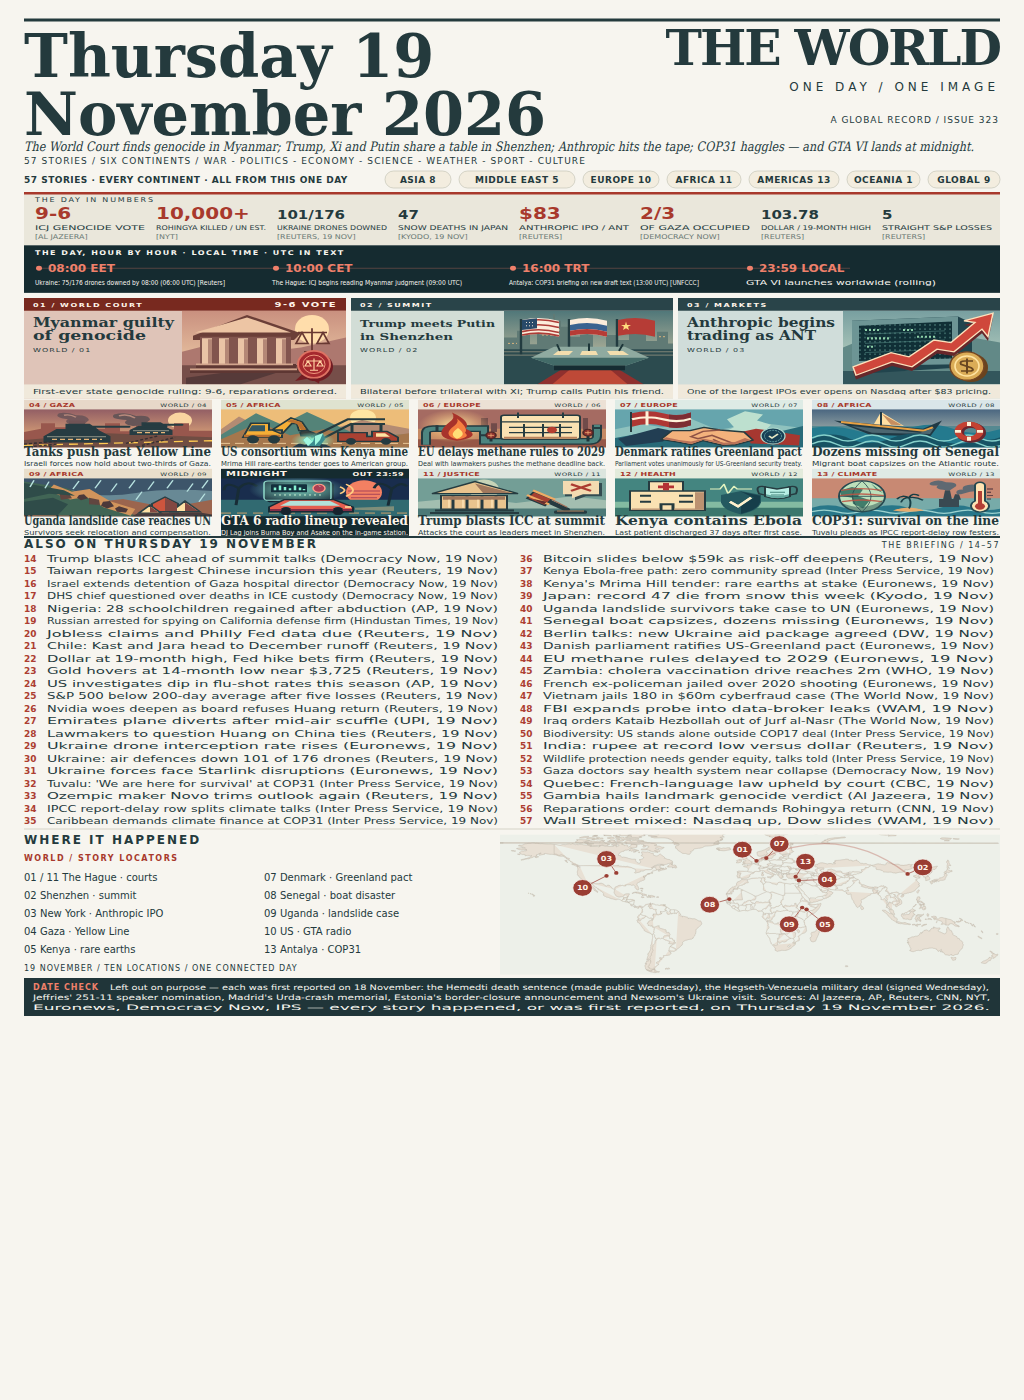 Thursday 19
November 2026
THE WORLD
ONE DAY / ONE IMAGE
A GLOBAL RECORD / ISSUE 323
The World Court finds genocide in Myanmar; Trump, Xi and Putin share a table in Shenzhen; Anthropic hits the tape; COP31 haggles — and GTA VI lands at midnight.
57 STORIES / SIX CONTINENTS / WAR - POLITICS - ECONOMY - SCIENCE - WEATHER - SPORT - CULTURE
57 STORIES · EVERY CONTINENT · ALL FROM THIS ONE DAY
ASIA 8
MIDDLE EAST 5
EUROPE 10
AFRICA 11
AMERICAS 13
OCEANIA 1
GLOBAL 9
THE DAY IN NUMBERS
9-6
ICJ GENOCIDE VOTE
[AL JAZEERA]
10,000+
ROHINGYA KILLED / UN EST.
[NYT]
101/176
UKRAINE DRONES DOWNED
[REUTERS, 19 NOV]
47
SNOW DEATHS IN JAPAN
[KYODO, 19 NOV]
$83
ANTHROPIC IPO / ANT
[REUTERS]
2/3
OF GAZA OCCUPIED
[DEMOCRACY NOW]
103.78
DOLLAR / 19-MONTH HIGH
[REUTERS]
5
STRAIGHT S&P LOSSES
[REUTERS]
THE DAY, HOUR BY HOUR · LOCAL TIME · UTC IN TEXT
08:00 EET
Ukraine: 75/176 drones downed by 08:00 (06:00 UTC) [Reuters]
10:00 CET
The Hague: ICJ begins reading Myanmar judgment (09:00 UTC)
16:00 TRT
Antalya: COP31 briefing on new draft text (13:00 UTC) [UNFCCC]
23:59 LOCAL
GTA VI launches worldwide (rolling)
01 / WORLD COURT
9-6 VOTE
Myanmar guilty
of genocide
WORLD / 01
First-ever state genocide ruling: 9-6, reparations ordered.
02 / SUMMIT
Trump meets Putin
in Shenzhen
WORLD / 02
Bilateral before trilateral with Xi; Trump calls Putin his friend.
03 / MARKETS
Anthropic begins
trading as ANT
WORLD / 03
$
One of the largest IPOs ever opens on Nasdaq after $83 pricing.
04 / GAZA
WORLD / 04
Tanks push past Yellow Line
Israeli forces now hold about two-thirds of Gaza.
05 / AFRICA
WORLD / 05
US consortium wins Kenya mine
Mrima Hill rare-earths tender goes to American group.
06 / EUROPE
WORLD / 06
EU delays methane rules to 2029
Deal with lawmakers pushes the methane deadline back.
07 / EUROPE
WORLD / 07
Denmark ratifies Greenland pact
Parliament votes unanimously for US-Greenland security treaty.
08 / AFRICA
WORLD / 08
Dozens missing off Senegal
Migrant boat capsizes on the Atlantic route.
09 / AFRICA
WORLD / 09
Uganda landslide case reaches UN
Survivors seek relocation and compensation.
MIDNIGHT
OUT 23:59
GTA 6 radio lineup revealed
DJ Lag joins Burna Boy and Asake on the in-game station.
11 / JUSTICE
WORLD / 11
Trump blasts ICC at summit
Attacks the court as leaders meet in Shenzhen.
12 / HEALTH
WORLD / 12
Kenya contains Ebola
Last patient discharged 37 days after first case.
13 / CLIMATE
WORLD / 13
COP31: survival on the line
Tuvalu pleads as IPCC report-delay row festers.
ALSO ON THURSDAY 19 NOVEMBER
THE BRIEFING / 14–57
14 Trump blasts ICC ahead of summit talks (Democracy Now, 19 Nov)
15 Taiwan reports largest Chinese incursion this year (Reuters, 19 Nov)
16 Israel extends detention of Gaza hospital director (Democracy Now, 19 Nov)
17 DHS chief questioned over deaths in ICE custody (Democracy Now, 19 Nov)
18 Nigeria: 28 schoolchildren regained after abduction (AP, 19 Nov)
19 Russian arrested for spying on California defense firm (Hindustan Times, 19 Nov)
20 Jobless claims and Philly Fed data due (Reuters, 19 Nov)
21 Chile: Kast and Jara head to December runoff (Reuters, 19 Nov)
22 Dollar at 19-month high, Fed hike bets firm (Reuters, 19 Nov)
23 Gold hovers at 14-month low near $3,725 (Reuters, 19 Nov)
24 US investigates dip in flu-shot rates this season (AP, 19 Nov)
25 S&P 500 below 200-day average after five losses (Reuters, 19 Nov)
26 Nvidia woes deepen as board refuses Huang return (Reuters, 19 Nov)
27 Emirates plane diverts after mid-air scuffle (UPI, 19 Nov)
28 Lawmakers to question Huang on China ties (Reuters, 19 Nov)
29 Ukraine drone interception rate rises (Euronews, 19 Nov)
30 Ukraine: air defences down 101 of 176 drones (Reuters, 19 Nov)
31 Ukraine forces face Starlink disruptions (Euronews, 19 Nov)
32 Tuvalu: 'We are here for survival' at COP31 (Inter Press Service, 19 Nov)
33 Ozempic maker Novo trims outlook again (Reuters, 19 Nov)
34 IPCC report-delay row splits climate talks (Inter Press Service, 19 Nov)
35 Caribbean demands climate finance at COP31 (Inter Press Service, 19 Nov)
36 Bitcoin slides below $59k as risk-off deepens (Reuters, 19 Nov)
37 Kenya Ebola-free path: zero community spread (Inter Press Service, 19 Nov)
38 Kenya's Mrima Hill tender: rare earths at stake (Euronews, 19 Nov)
39 Japan: record 47 die from snow this week (Kyodo, 19 Nov)
40 Uganda landslide survivors take case to UN (Euronews, 19 Nov)
41 Senegal boat capsizes, dozens missing (Euronews, 19 Nov)
42 Berlin talks: new Ukraine aid package agreed (DW, 19 Nov)
43 Danish parliament ratifies US-Greenland pact (Euronews, 19 Nov)
44 EU methane rules delayed to 2029 (Euronews, 19 Nov)
45 Zambia: cholera vaccination drive reaches 2m (WHO, 19 Nov)
46 French ex-policeman jailed over 2020 shooting (Euronews, 19 Nov)
47 Vietnam jails 180 in $60m cyberfraud case (The World Now, 19 Nov)
48 FBI expands probe into data-broker leaks (WAM, 19 Nov)
49 Iraq orders Kataib Hezbollah out of Jurf al-Nasr (The World Now, 19 Nov)
50 Biodiversity: US stands alone outside COP17 deal (Inter Press Service, 19 Nov)
51 India: rupee at record low versus dollar (Reuters, 19 Nov)
52 Wildlife protection needs gender equity, talks told (Inter Press Service, 19 Nov)
53 Gaza doctors say health system near collapse (Democracy Now, 19 Nov)
54 Quebec: French-language law upheld by court (CBC, 19 Nov)
55 Gambia hails landmark genocide verdict (Al Jazeera, 19 Nov)
56 Reparations order: court demands Rohingya return (CNN, 19 Nov)
57 Wall Street mixed: Nasdaq up, Dow slides (WAM, 19 Nov)
WHERE IT HAPPENED
WORLD / STORY LOCATORS
01 / 11 The Hague · courts
02 Shenzhen · summit
03 New York · Anthropic IPO
04 Gaza · Yellow Line
05 Kenya · rare earths
07 Denmark · Greenland pact
08 Senegal · boat disaster
09 Uganda · landslide case
10 US · GTA radio
13 Antalya · COP31
19 NOVEMBER / TEN LOCATIONS / ONE CONNECTED DAY
01
07
03
13
02
10
04
08
09
05
DATE CHECK Left out on purpose — each was first reported on 18 November: the Hemedti death sentence (made public Wednesday), the Hegseth-Venezuela military deal (signed Wednesday),
Jeffries' 251-11 speaker nomination, Madrid's Urda-crash memorial, Estonia's border-closure announcement and Newsom's Ukraine visit. Sources: Al Jazeera, AP, Reuters, CNN, NYT,
Euronews, Democracy Now, IPS — every story happened, or was first reported, on Thursday 19 November 2026.